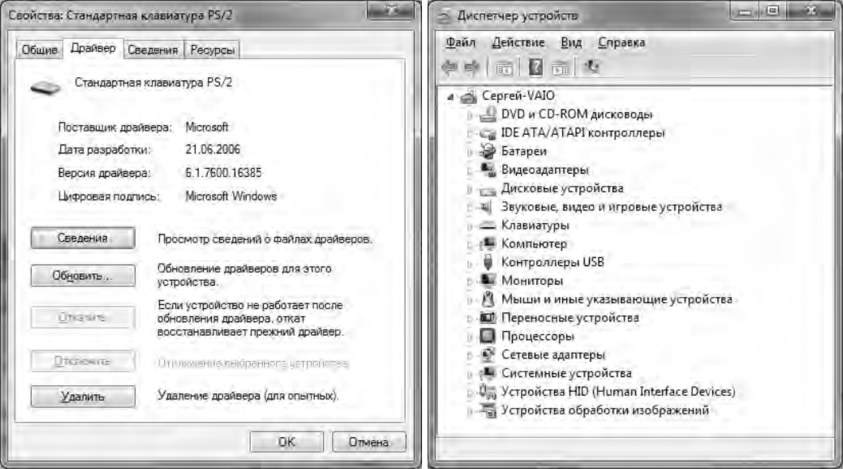 Свойства: Стандартная клавиатура PS/2
Общие Драйвер Сведения Ресурсы
Стандартная клавиатура PS/2
Поставщик драйвера: Microsoft
Дата разработки: 21.06.2006
Версия драйвера: 6.1.7600.16385
Цифровая подпись: Microsoft Windows
Сведения Просмотр сведений о файлах драйверов.
Обновить... Обновление драйверов для этого
устройства.
Если устройство не работает после
Откатить обновления драйвера, откат
восстанавливает прежний драйвер.
Отключить Отключение выбранного устройства.
Удалить Удаление драйвера (для опытных).
OK Отмена
Диспетчер устройств
Файл Действие Вид Справка
Сергей-VAIO
DVD и CD-ROM дисководы
IDE ATA/ATAPI контроллеры
Батареи
Видеоадаптеры
Дисковые устройства
Звуковые, видео и игровые устройства
Клавиатуры
Компьютер
Контроллеры USB
Мониторы
Мыши и иные указывающие устройства
Переносные устройства
Процессоры
Сетевые адаптеры
Системные устройства
Устройства HID (Human Interface Devices)
Устройства обработки изображений